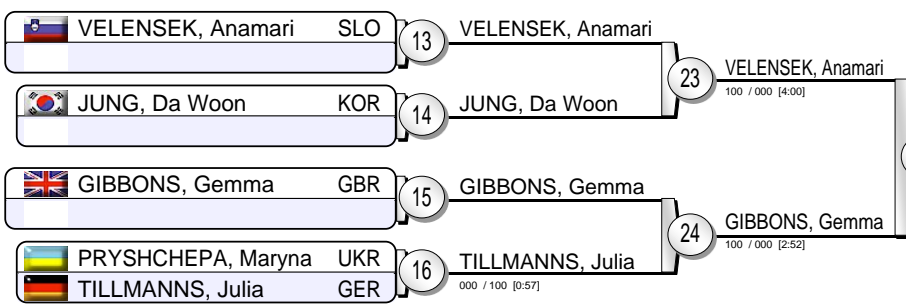 VELENSEK, Anamari SLO
13
VELENSEK, Anamari
JUNG, Da Woon KOR
14
JUNG, Da Woon
23
VELENSEK, Anamari
100 / 000 [4:00]
GIBBONS, Gemma GBR
15
GIBBONS, Gemma
PRYSHCHEPA, Maryna UKR
TILLMANNS, Julia GER
16
TILLMANNS, Julia
000 / 100 [0:57]
24
GIBBONS, Gemma
100 / 000 [2:52]